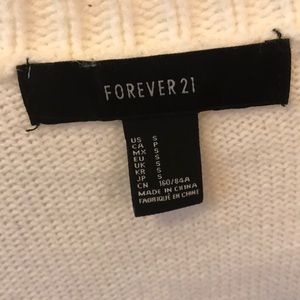 FOREVER 21
US S
CA P
MX S
EU S
UK S
KR S
JP S
CN 160/84A
MADE IN CHINA
FABRIQUÉ EN CHINE